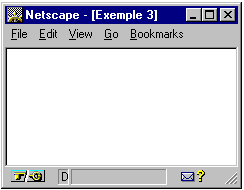 Netscape - [Exemple 3]
File Edit View Go Bookmarks
D
?